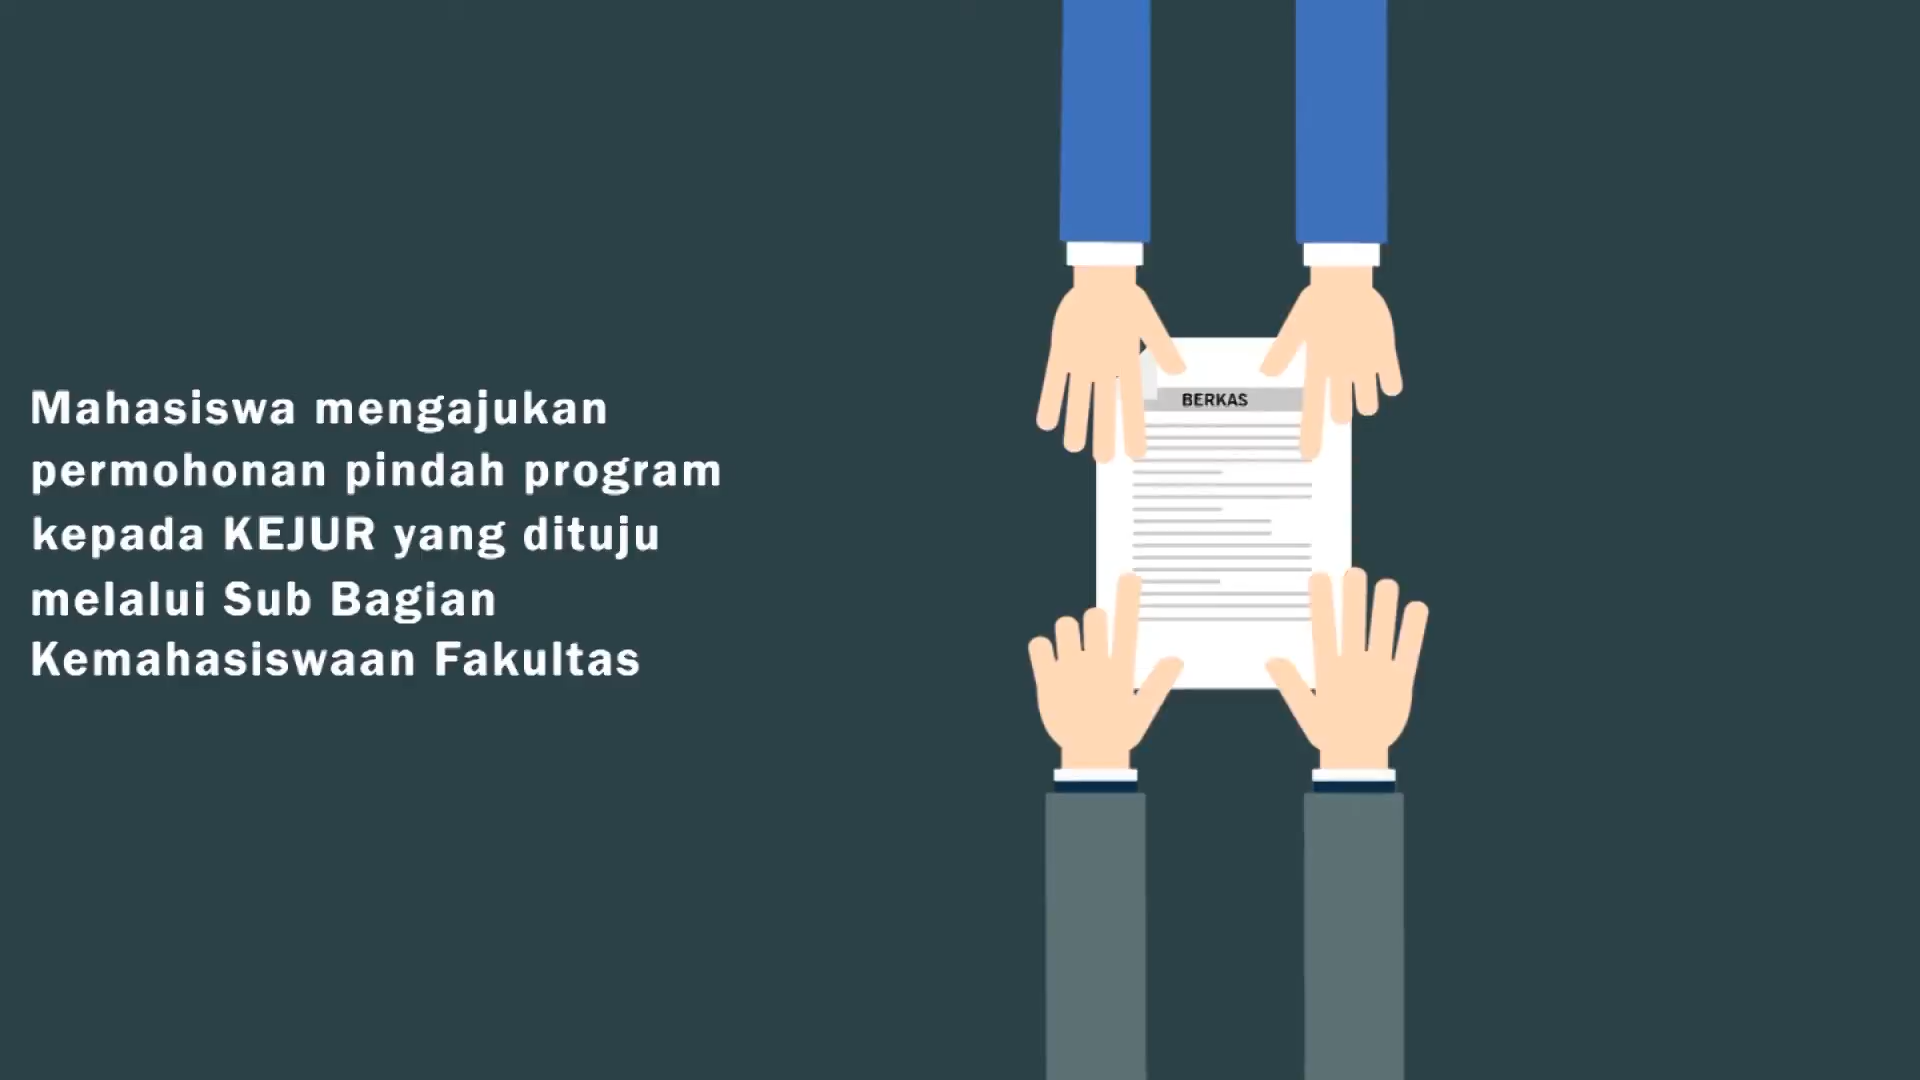 Mahasiswa mengajukan
permohonan pindah program
kepada KEJUR yang dituju
melalui Sub Bagian
Kemahasiswaan Fakultas
BERKAS